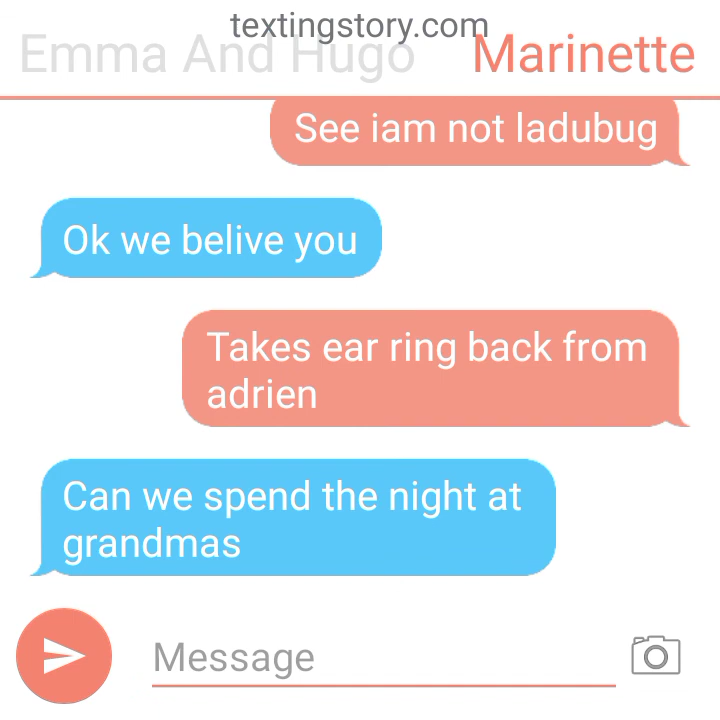 textingstory.com
Emma And Hugo Marinette
See iam not ladubug
Ok we belive you
Takes ear ring back from
adrien
Can we spend the night at
grandmas
Message